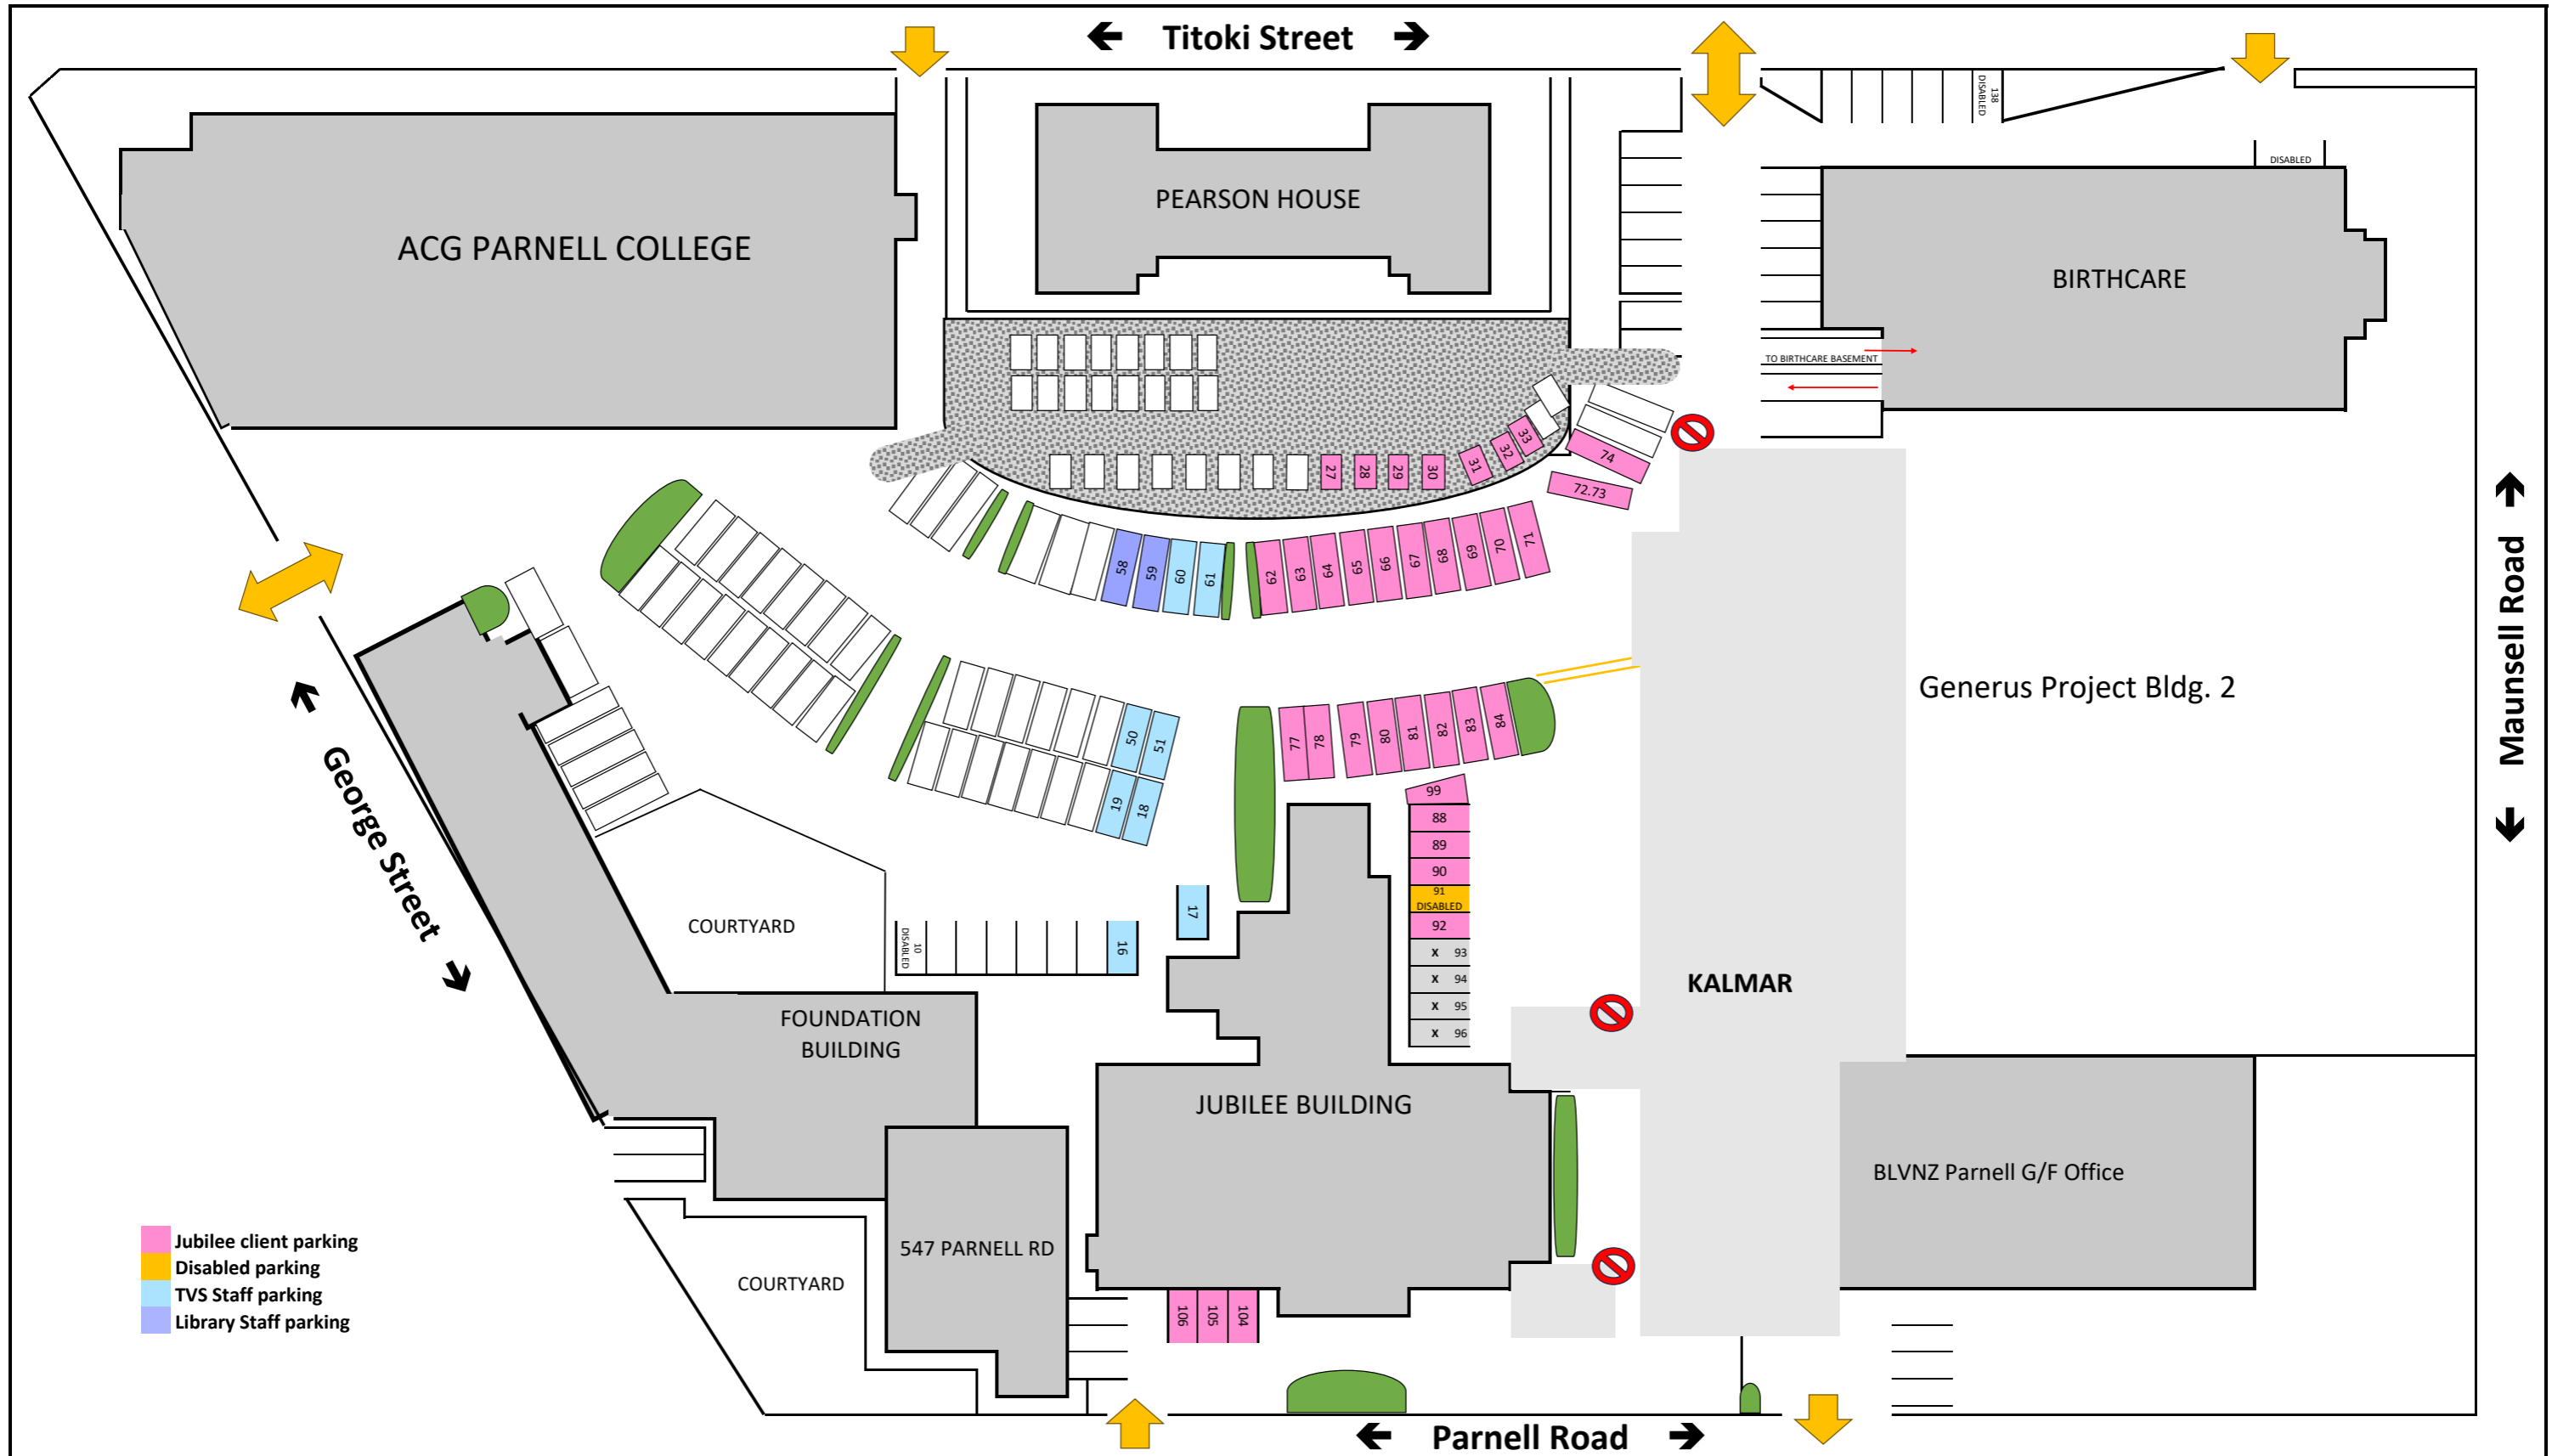 Titoki Street
138
DISABLED
DISABLED
PEARSON HOUSE
ACG PARNELL COLLEGE
BIRTHCARE
TO BIRTHCARE BASEMENT
33
32
31
30
29
28
27
74
72.73
58
59
60
61
62
63
64
65
66
67
68
69
70
71
Maunsell Road
Generus Project Bldg. 2
50
51
19
18
77
78
79
80
81
82
83
84
99
88
89
90
91
DISABLED
92
X 93
X 94
X 95
X 96
George Street
COURTYARD
10
DISABLED
16
17
KALMAR
FOUNDATION
BUILDING
JUBILEE BUILDING
BLVNZ Parnell G/F Office
547 PARNELL RD
COURTYARD
Jubilee client parking
Disabled parking
TVS Staff parking
Library Staff parking
106
105
104
Parnell Road